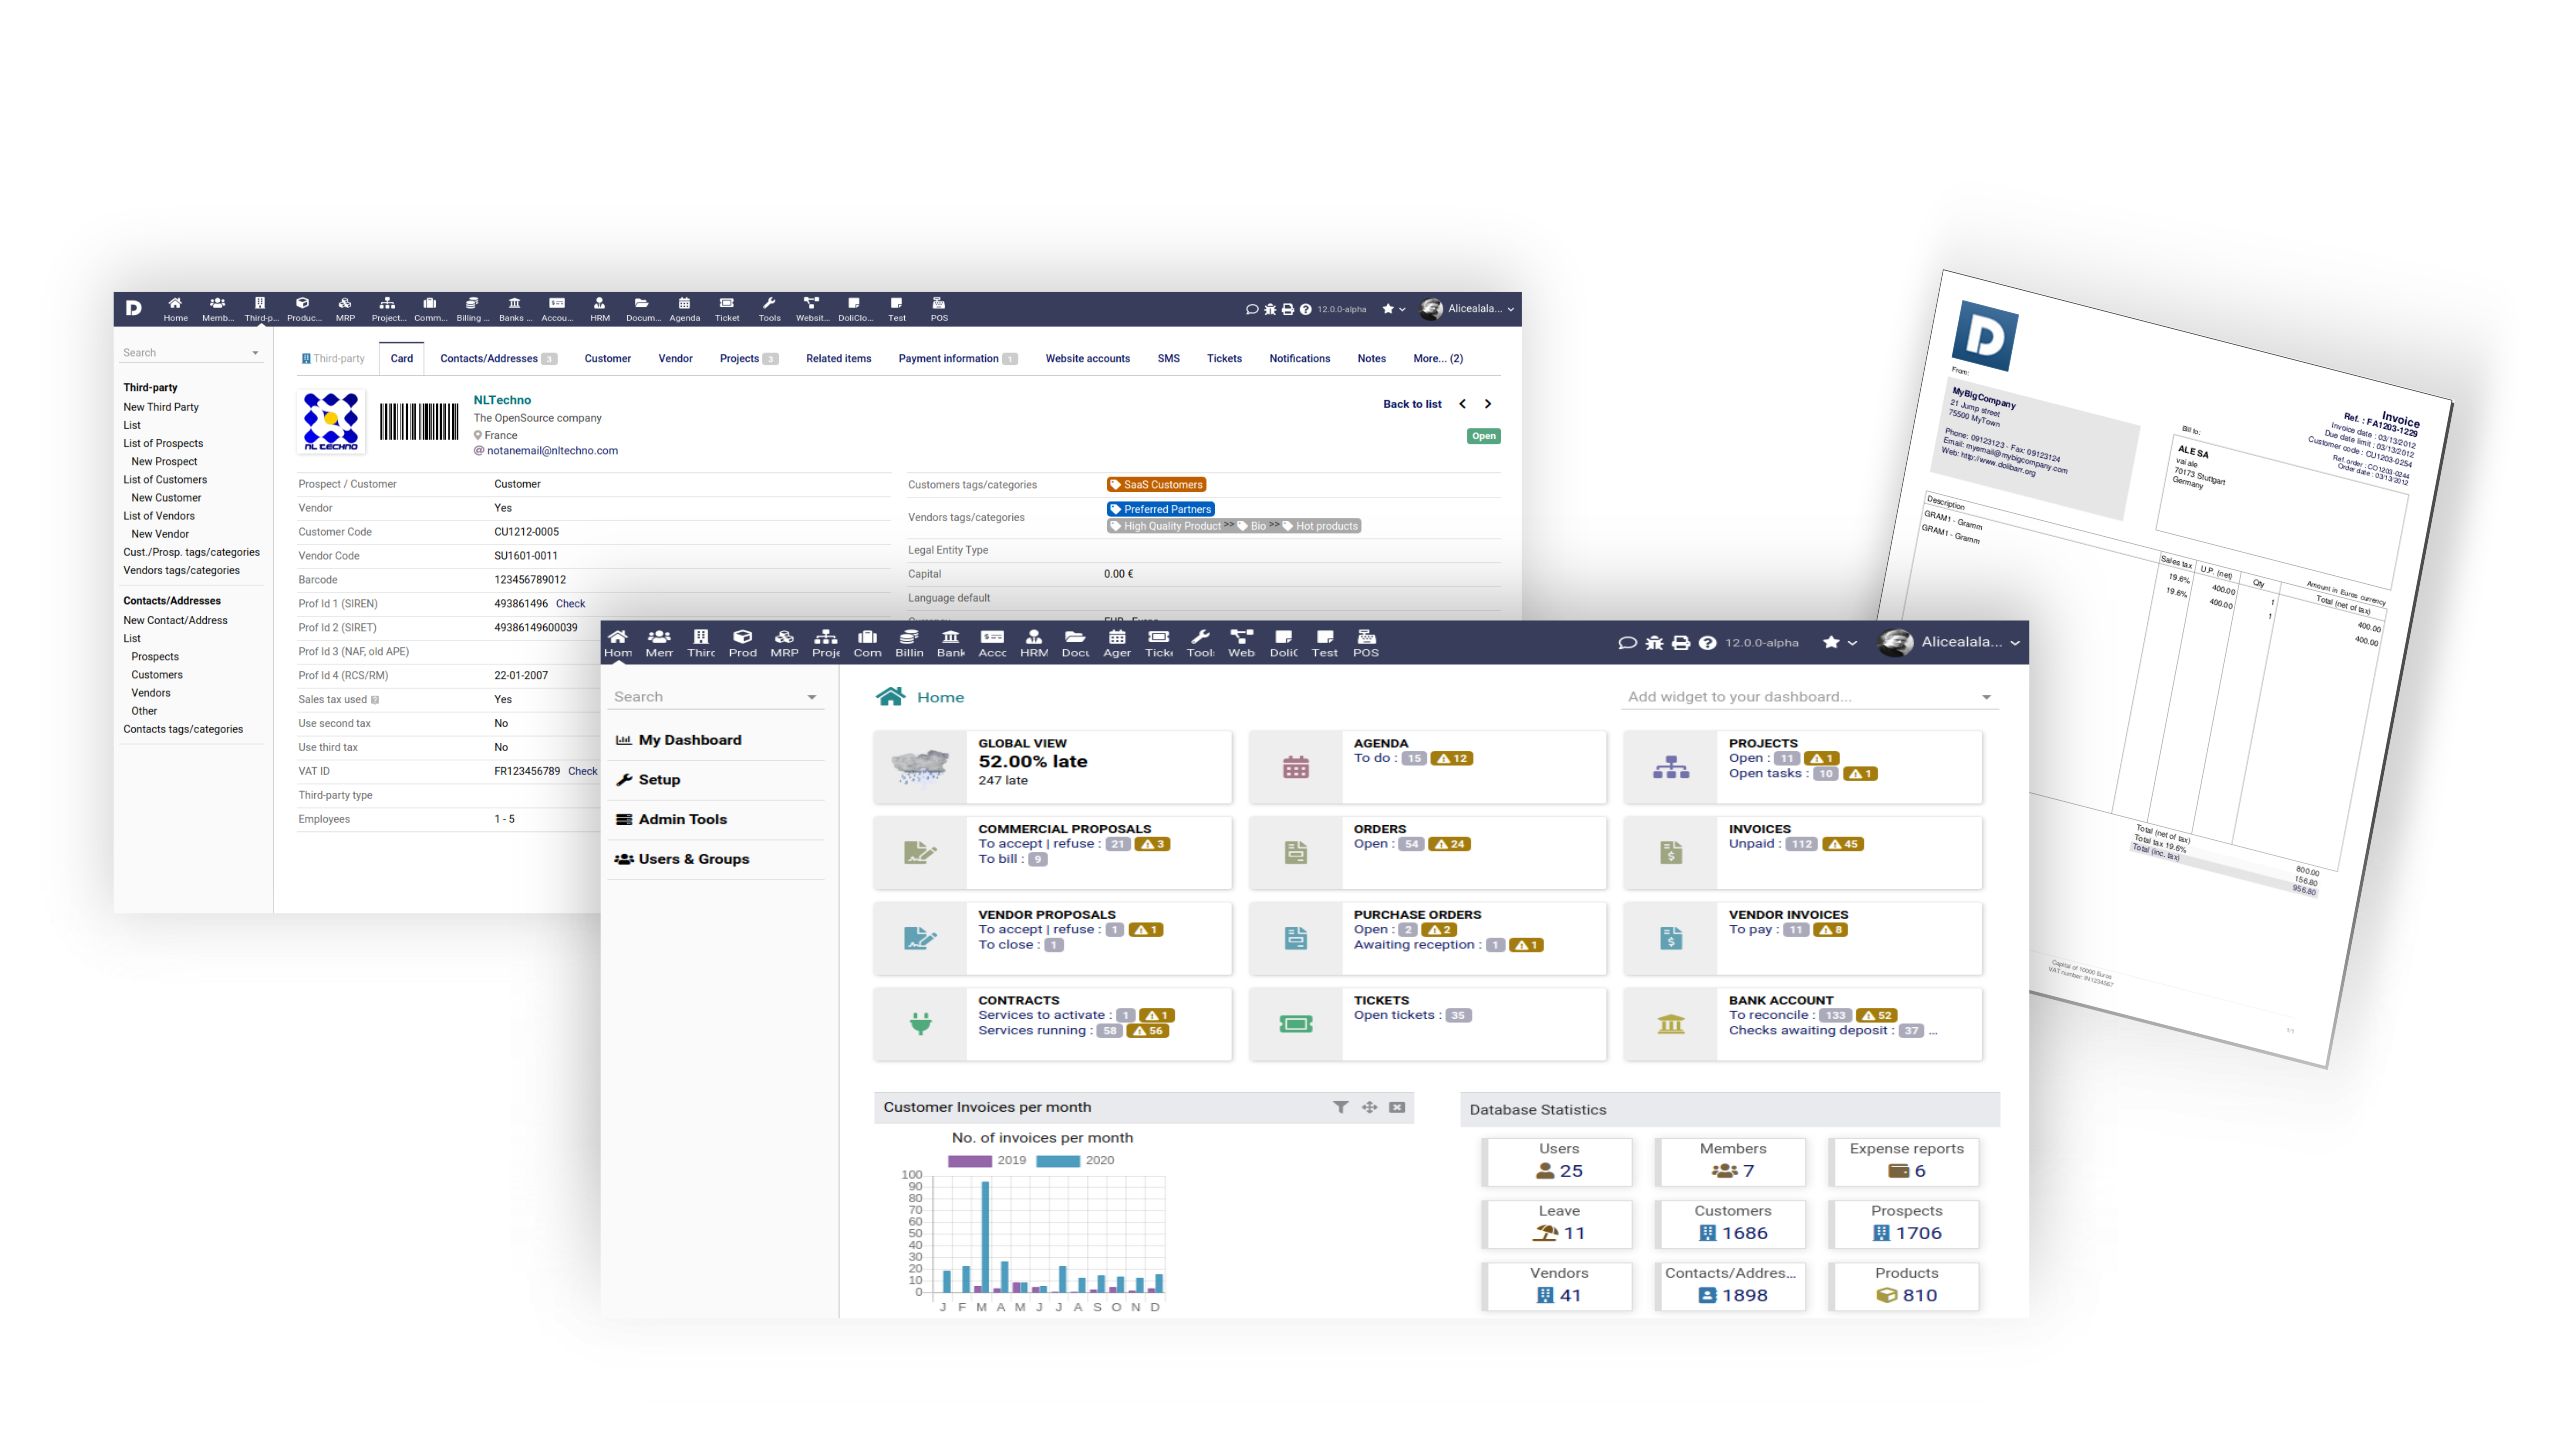 Home Memb... Third-p... Produc... MRP Project... Comm... Billing ... Banks ... Accou... HRM Docum... Agenda Ticket Tools Websit... DoliClo... Test POS 12.0.0-alpha Alicealala...
Search
Third-party
New Third Party
List
List of Prospects
New Prospect
List of Customers
New Customer
List of Vendors
New Vendor
Cust./Prosp. tags/categories
Vendors tags/categories
Contacts/Addresses
New Contact/Address
List
Prospects
Customers
Vendors
Other
Contacts tags/categories
Third-party Card Contacts/Addresses 3 Customer Vendor Projects 3 Related items Payment information 1 Website accounts SMS Tickets Notifications Notes More... (2)
NL TECHNO
NLTechno
The OpenSource company
France
@ notanemail@nltechno.com
Back to list
Open
Prospect / Customer Customer
Vendor Yes
Customer Code CU1212-0005
Vendor Code SU1601-0011
Barcode 123456789012
Prof Id 1 (SIREN) 493861496 Check
Prof Id 2 (SIRET) 49386149600039
Prof Id 3 (NAF, old APE)
Prof Id 4 (RCS/RM) 22-01-2007
Sales tax used Yes
Use second tax No
Use third tax No
VAT ID FR123456789 Check
Third-party type
Employees 1 - 5
Customers tags/categories SaaS Customers
Vendors tags/categories Preferred Partners
High Quality Product >> Bio >> Hot products
Legal Entity Type
Capital 0.00 €
Language default
D
From:
MyBigCompany
21 Jump street
75500 MyTown
Phone: 09123123 - Fax: 09123124
Email: myemail@mybigcompany.com
Web: http://www.dolibarr.org
Invoice
Ref. : FA1203-1229
Invoice date : 03/13/2012
Due date limit : 03/13/2012
Customer code : CU1203-0254
Ref. order : CO1203-0244
Order date : 03/13/2012
Bill to:
ALE SA
vai ale
70173 Stuttgart
Germany
Amount in Euros currency
Description Sales tax U.P. (net) Qty Total (net of tax)
GRAM1 - Gramm 19.6% 400.00 1 400.00
GRAM1 - Gramm 19.6% 400.00 1 400.00
Total (net of tax) 800.00
Total tax 19.6% 156.80
Total (inc. tax) 956.80
Capital of 10000 Euros
VAT number: IN1234567
1/1
Hom Mem Third Prod MRP Proje Com Billin Bank Acco HRM Docu Agen Ticke Tool Web DoliC Test POS 12.0.0-alpha Alicealala...
Search
My Dashboard
Setup
Admin Tools
Users & Groups
Home
Add widget to your dashboard...
GLOBAL VIEW
52.00% late
247 late
AGENDA
To do : 15 12
PROJECTS
Open : 11 1
Open tasks : 10 1
COMMERCIAL PROPOSALS
To accept | refuse : 21 3
To bill : 9
ORDERS
Open : 54 24
INVOICES
Unpaid : 112 45
VENDOR PROPOSALS
To accept | refuse : 1 1
To close : 1
PURCHASE ORDERS
Open : 2 2
Awaiting reception : 1 1
VENDOR INVOICES
To pay : 11 8
CONTRACTS
Services to activate : 1 1
Services running : 58 56
TICKETS
Open tickets : 35
BANK ACCOUNT
To reconcile : 133 52
Checks awaiting deposit : 37 ...
Customer Invoices per month
No. of invoices per month
2019 2020
100
90
80
70
60
50
40
30
20
10
0
J F M A M J J A S O N D
Database Statistics
Users
25
Members
7
Expense reports
6
Leave
11
Customers
1686
Prospects
1706
Vendors
41
Contacts/Addres...
1898
Products
810